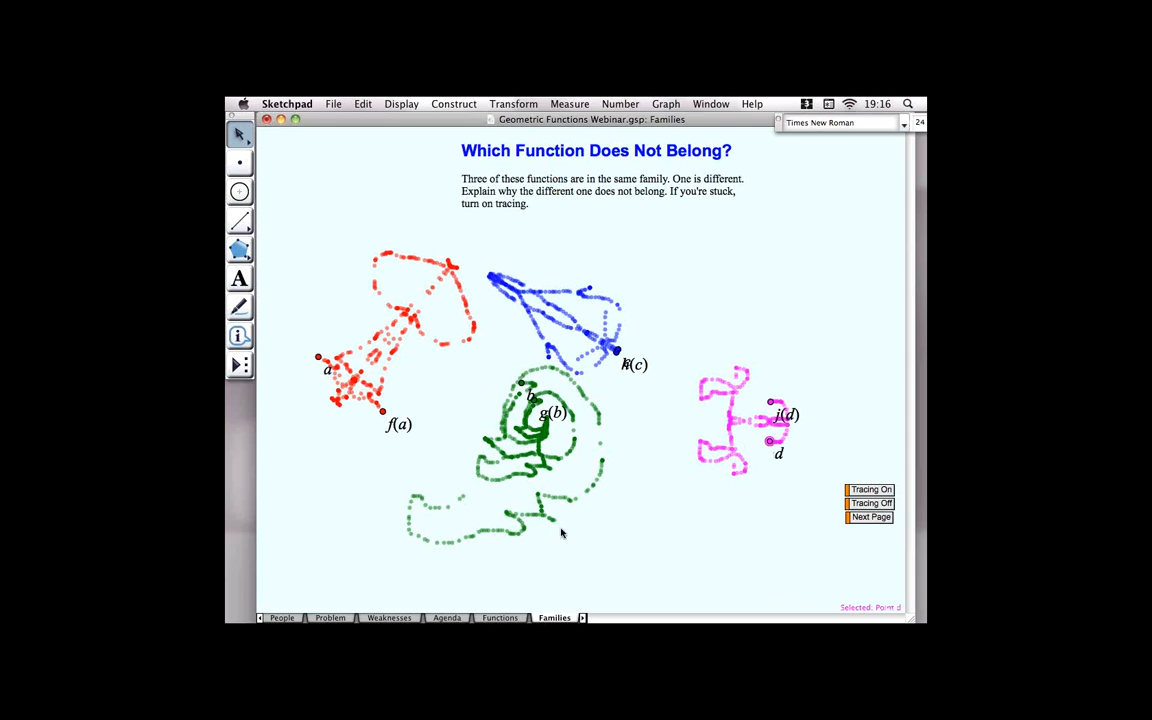 Sketchpad File Edit Display Construct Transform Measure Number Graph Window Help 19:16
Geometric Functions Webinar.gsp: Families
Times New Roman 24
Which Function Does Not Belong?
Three of these functions are in the same family. One is different.
Explain why the different one does not belong. If you're stuck,
turn on tracing.
a
(c)
b
g(b)
j(d)
f(a)
d
A
Tracing On
Tracing Off
Next Page
Selected: Point d
People Problem Weaknesses Agenda Functions Families